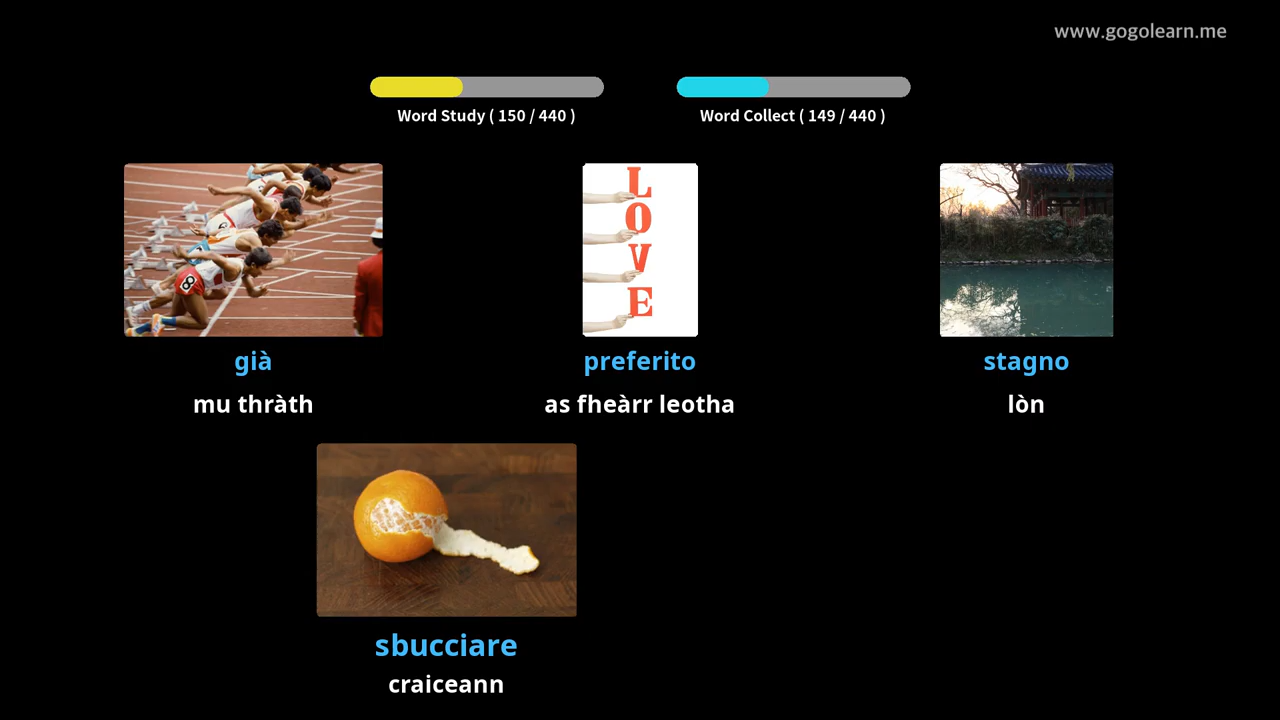 www.gogolearn.me
Word Study ( 150 / 440 )
Word Collect ( 149 / 440 )
8
L
O
V
E
già
mu thràth
preferito
as fheàrr leotha
stagno
lòn
sbucciare
craiceann